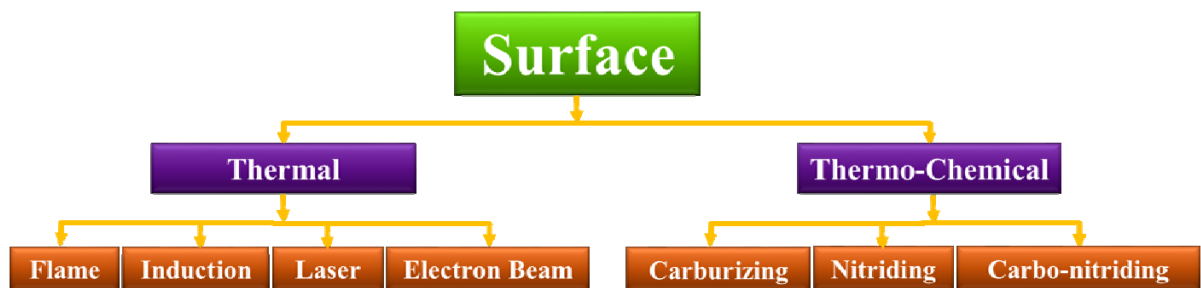 Surface
Thermal
Thermo-Chemical
Flame
Induction
Laser
Electron Beam
Carburizing
Nitriding
Carbo-nitriding